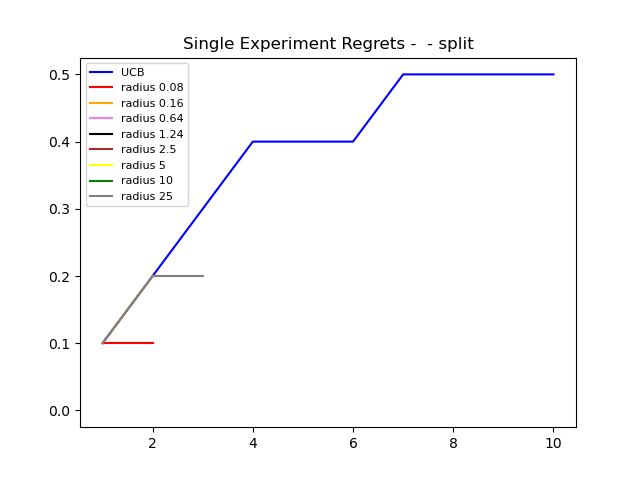 Single Experiment Regrets -  - split
UCB
radius 0.08
radius 0.16
radius 0.64
radius 1.24
radius 2.5
radius 5
radius 10
radius 25
0.5
0.4
0.3
0.2
0.1
0.0
2
4
6
8
10